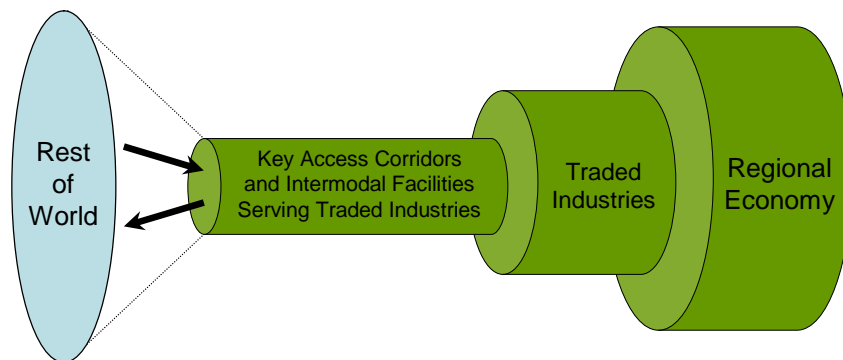 Rest
of
World
Key Access Corridors
and Intermodal Facilities
Serving Traded Industries
Traded
Industries
Regional
Economy